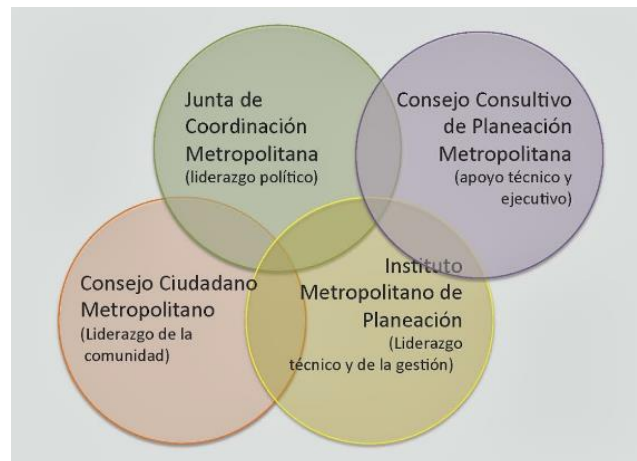 Junta de
Coordinación
Metropolitana
(liderazgo político)
Consejo Consultivo
de Planeación
Metropolitana
(apoyo técnico y
ejecutivo)
Consejo Ciudadano
Metropolitano
(Liderazgo de la
comunidad)
Instituto
Metropolitano de
Planeación
(Liderazgo
técnico y de la gestión)